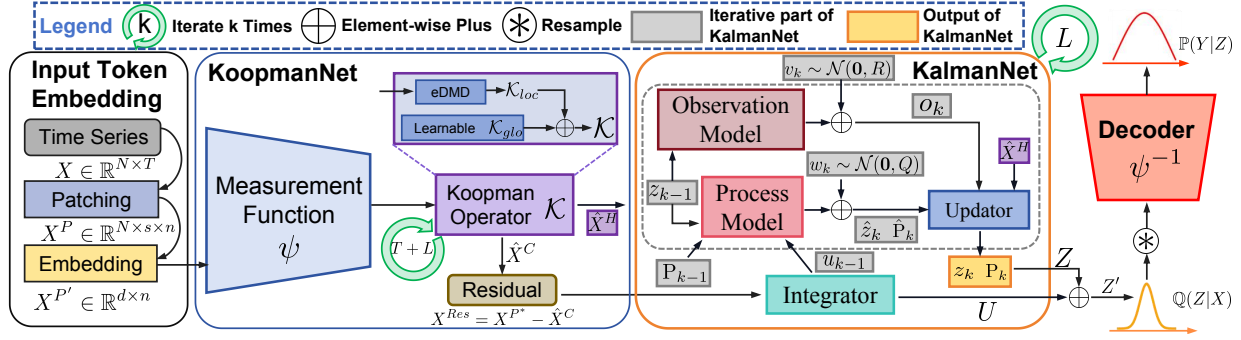 Legend
k
Iterate k Times
Element-wise Plus
Resample
Iterative part of
KalmanNet
Output of
KalmanNet
Input Token
Embedding
Time Series
X ∈ ℝ^{N×T}
Patching
X^P ∈ ℝ^{N×s×n}
Embedding
X^{P'} ∈ ℝ^{d×n}
KoopmanNet
eDMD
𝒦_{loc}
Learnable
𝒦_{glo}
𝒦
Measurement
Function
ψ
Koopman
Operator 𝒦
T + L
X̂^H
X̂^C
Residual
X^{Res} = X^{P*} − X̂^C
KalmanNet
L
v_k ∼ 𝒩(0, R)
Observation
Model
o_k
w_k ∼ 𝒩(0, Q)
X̂^H
z_{k-1}
Process
Model
Updator
ẑ_k P̂_k
P_{k-1}
u_{k-1}
z_k P_k
Integrator
U
Z
Z'
ℙ(Y|Z)
Decoder
ψ^{-1}
ℚ(Z|X)